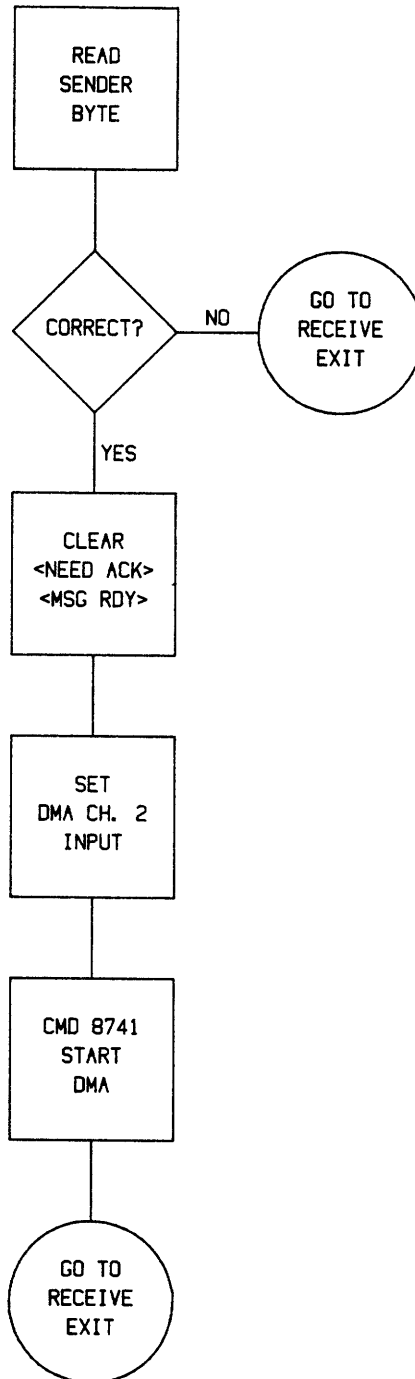 READ
SENDER
BYTE
CORRECT?
NO
GO TO
RECEIVE
EXIT
YES
CLEAR
<NEED ACK>
<MSG RDY>
SET
DMA CH. 2
INPUT
CMD 8741
START
DMA
GO TO
RECEIVE
EXIT